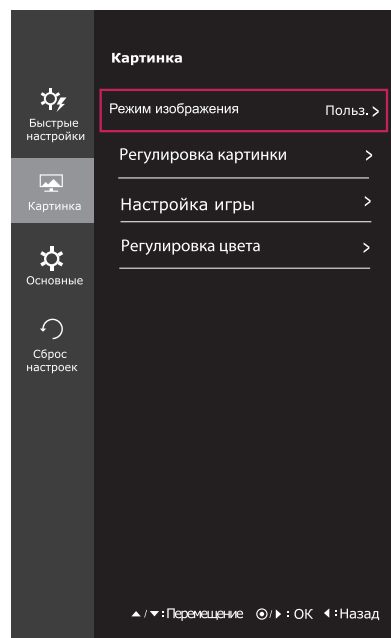 Картинка
Быстрые
настройки
Картинка
Основные
Сброс
настроек
Режим изображения Польз. >
Регулировка картинки >
Настройка игры >
Регулировка цвета >
▲/▼:Перемещение ⦿/▶: OK ◀:Назад